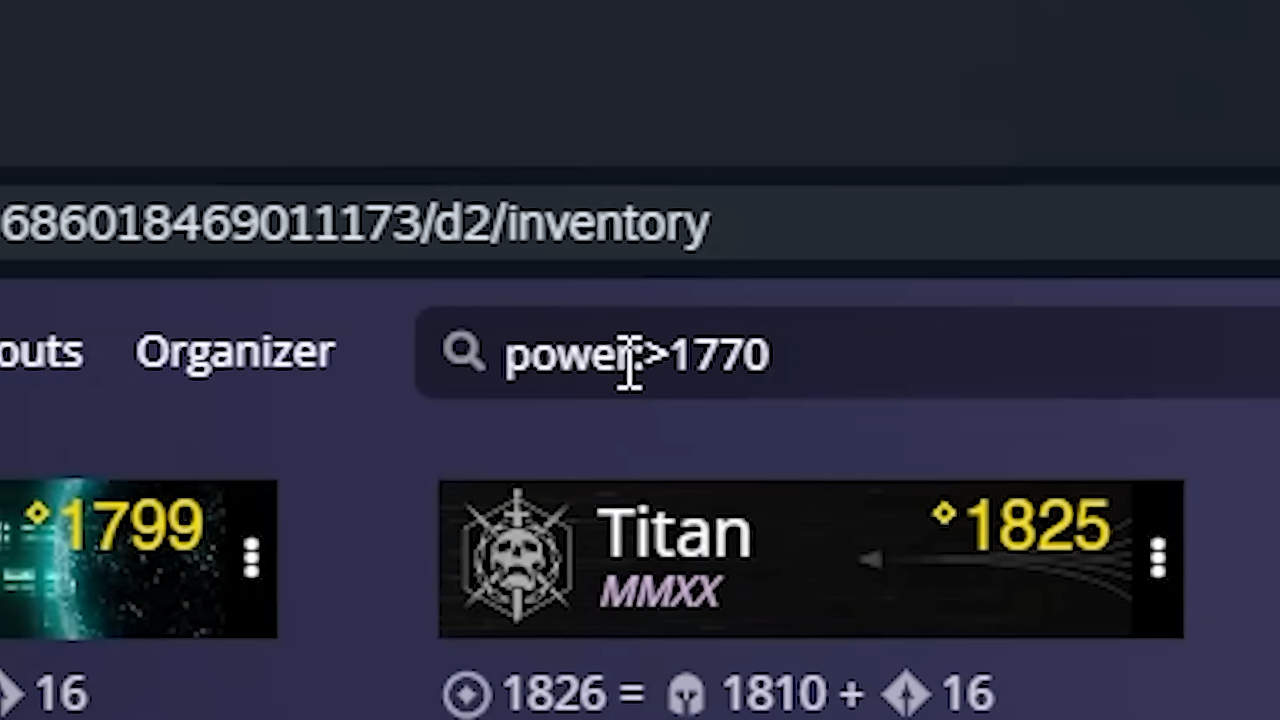 686018469011173/d2/inventory
outs Organizer power:>1770
1799 Titan 1825
MMXX
16 1826 = 1810 + 16